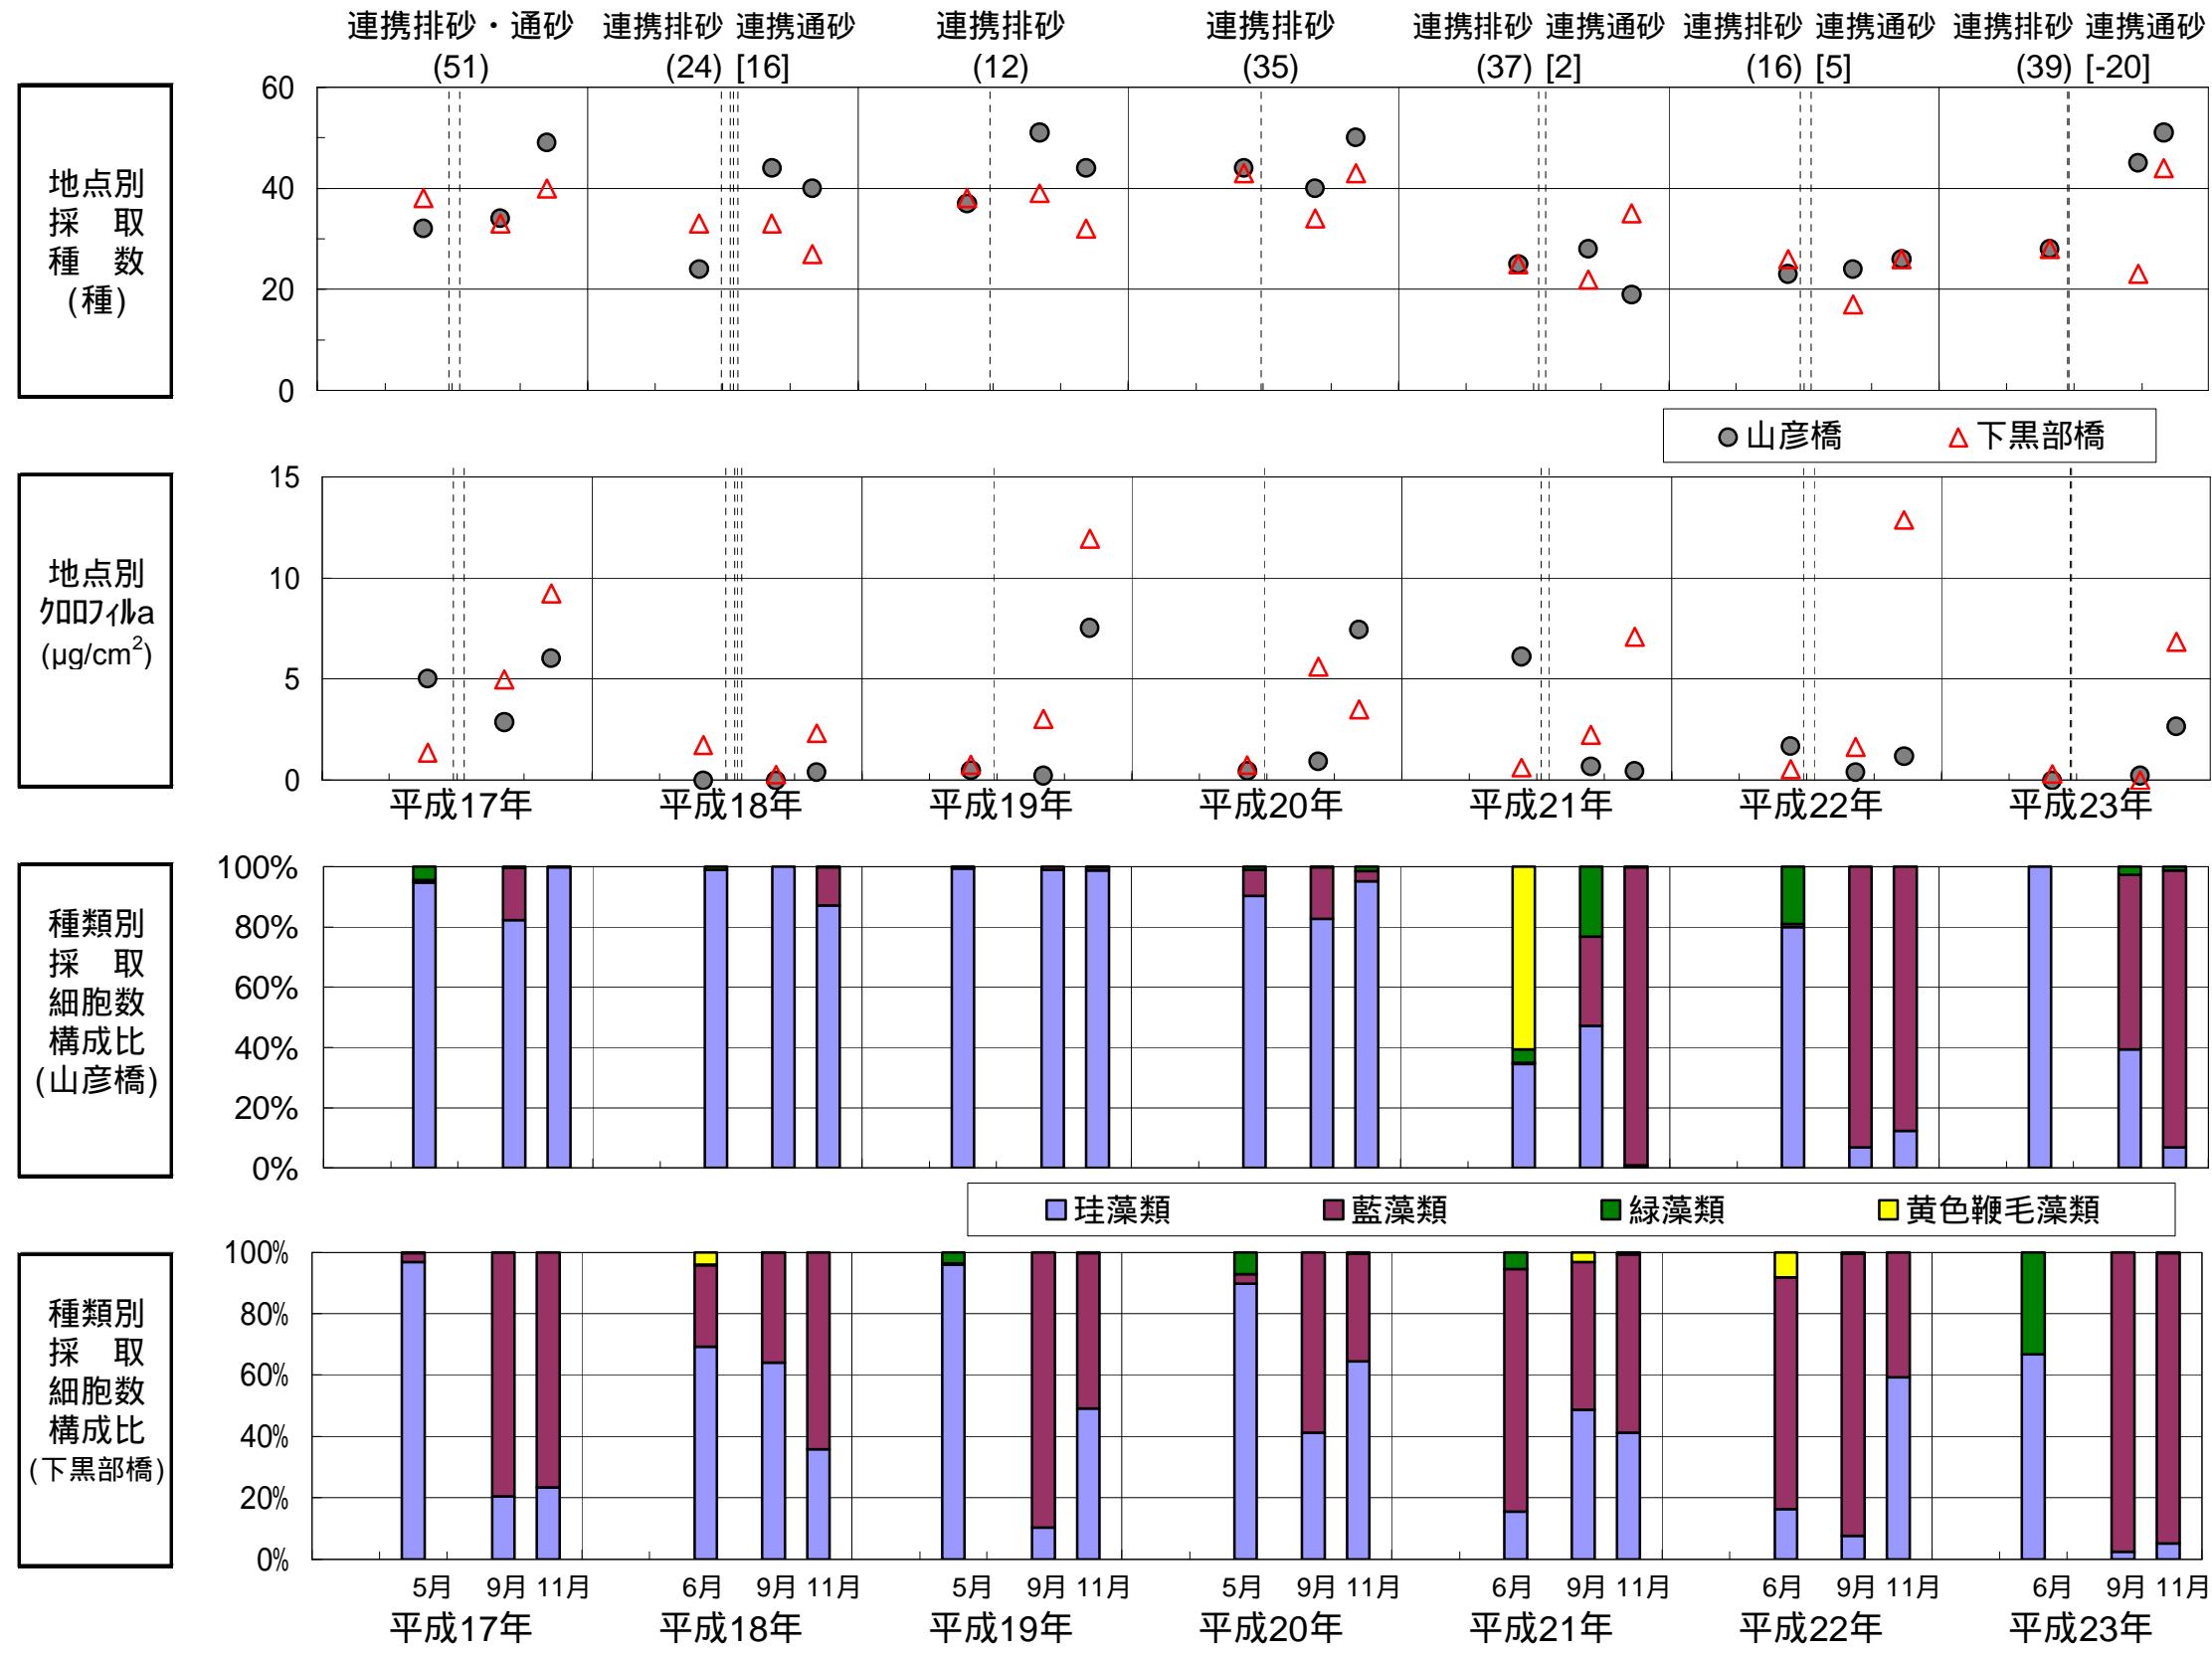 連携排砂・通砂 連携排砂 連携通砂 連携排砂 連携排砂 連携排砂 連携通砂 連携排砂 連携通砂 連携排砂 連携通砂
(51) (24) [16] (12) (35) (37) [2] (16) [5] (39) [-20]
地点別
採 取
種 数
(種)
60
40
20
0
山彦橋 下黒部橋
地点別
ｸﾛﾛﾌｨﾙa
(μg/cm²)
15
10
5
0
平成17年 平成18年 平成19年 平成20年 平成21年 平成22年 平成23年
種類別
採 取
細胞数
構成比
(山彦橋)
100%
80%
60%
40%
20%
0%
珪藻類 藍藻類 緑藻類 黄色鞭毛藻類
種類別
採 取
細胞数
構成比
(下黒部橋)
100%
80%
60%
40%
20%
0%
5月 9月 11月 6月 9月 11月 5月 9月 11月 5月 9月 11月 6月 9月 11月 6月 9月 11月 6月 9月 11月
平成17年 平成18年 平成19年 平成20年 平成21年 平成22年 平成23年